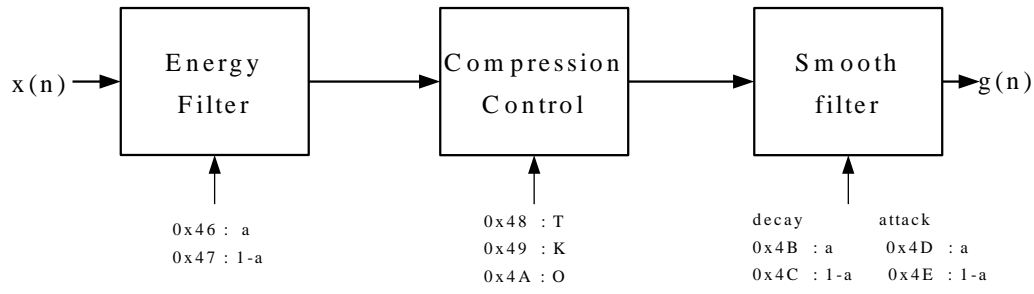 x(n)
Energy
Filter
Compression
Control
Smooth
filter
g(n)
0x46 : a
0x47 : 1-a
0x48 : T
0x49 : K
0x4A : O
decay attack
0x4B : a 0x4D : a
0x4C : 1-a 0x4E : 1-a